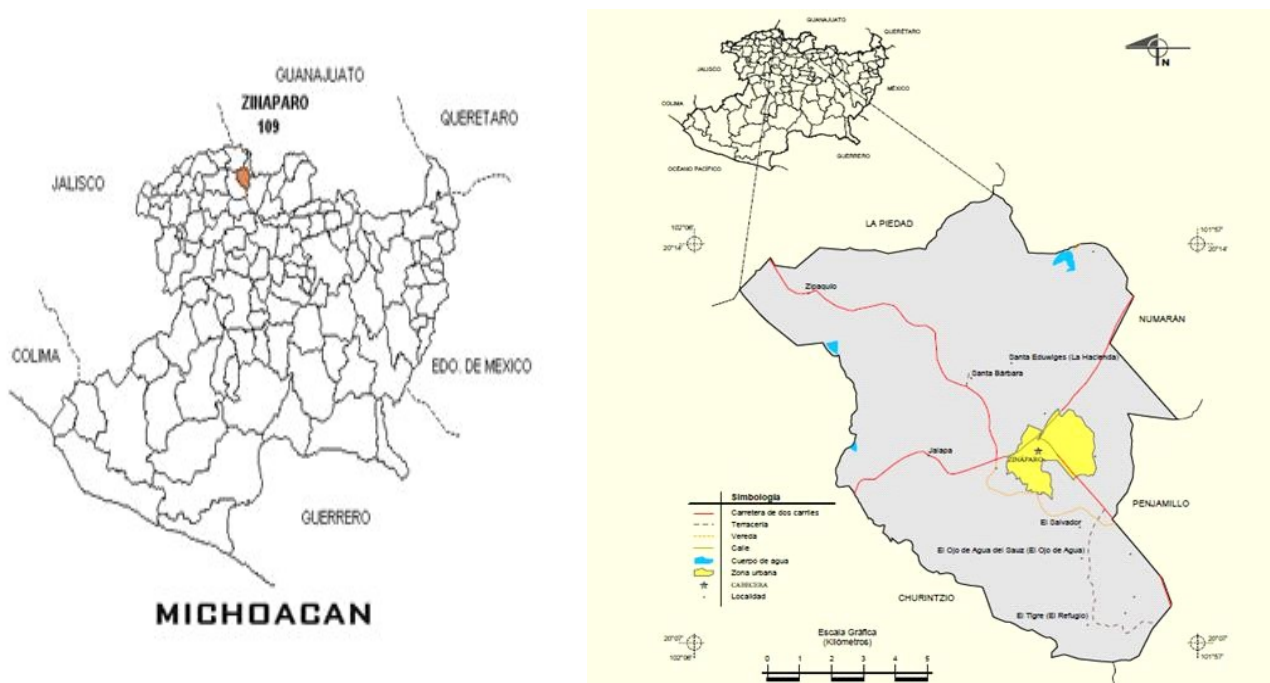 GUANAJUATO
ZINAPARO
109
QUERETARO
JALISCO
COLIMA
EDO. DE MEXICO
GUERRERO
MICHOACAN
GUANAJUATO
QUERÉTARO
JALISCO
MÉXICO
COLIMA
GUERRERO
OCÉANO PACÍFICO
N
LA PIEDAD
102°06'
20°14'
101°57'
20°14'
Zipaquio
NUMARÁN
Santa Eduwiges (La Hacienda)
Santa Bárbara
Jalapa
ZINÁPARO
PENJAMILLO
El Salvador
El Ojo de Agua del Sauz (El Ojo de Agua)
CHURINTZIO
El Tigre (El Refugio)
Simbología
Carretera de dos carriles
Terracería
Vereda
Calle
Cuerpo de agua
Zona urbana
CABECERA
Localidad
Escala Gráfica
(Kilómetros)
0 1 2 3 4 5
20°07'
102°06'
20°07'
101°57'